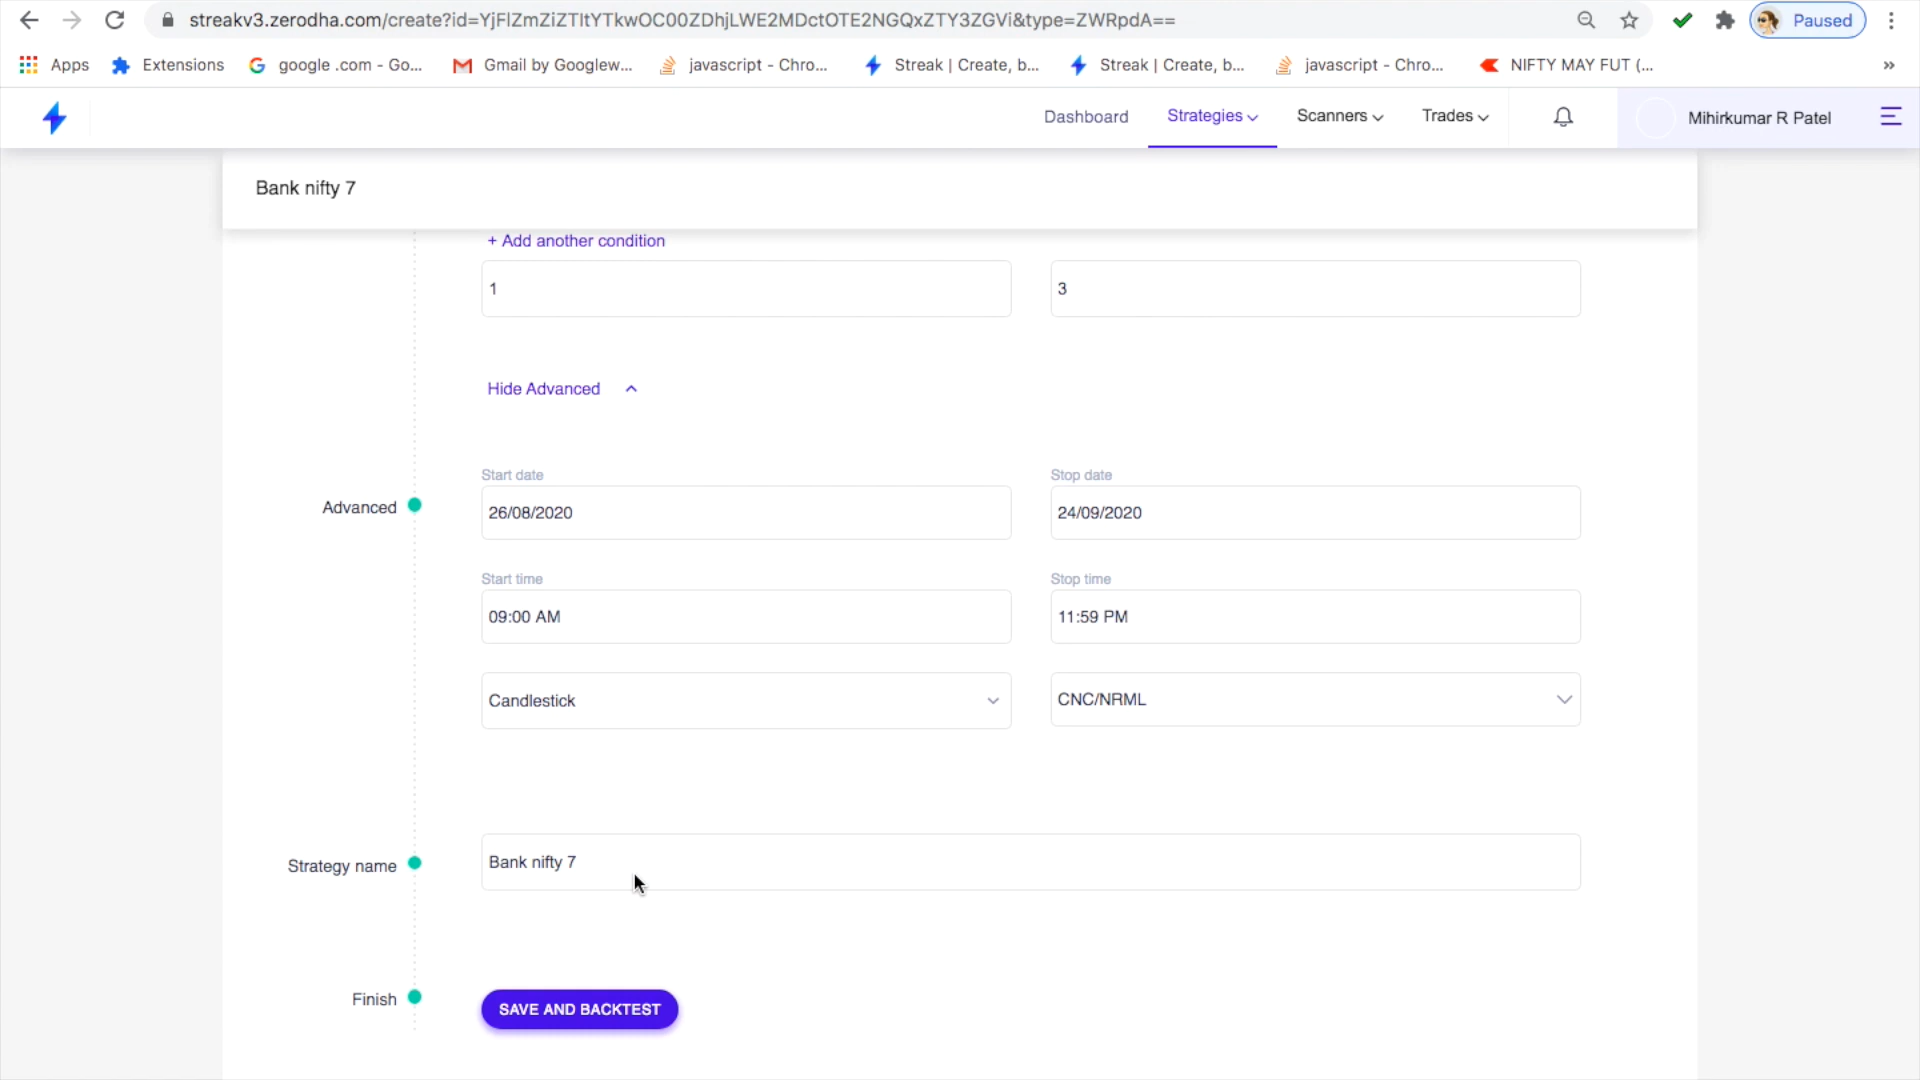 streakv3.zerodha.com/create?id=YjFlZmZiZTItYTkwOC00ZDhjLWE2MDctOTE2NGQxZTY3ZGVi&type=ZWRpdA==
Paused
Apps
Extensions
google .com - Go...
Gmail by Googlew...
javascript - Chro...
Streak | Create, b...
Streak | Create, b...
javascript - Chro...
NIFTY MAY FUT (...
»
Dashboard
Strategies
Scanners
Trades
Mihirkumar R Patel
Bank nifty 7
+ Add another condition
1
3
Hide Advanced
Advanced
Start date
Stop date
26/08/2020
24/09/2020
Start time
Stop time
09:00 AM
11:59 PM
Candlestick
CNC/NRML
Strategy name
Bank nifty 7
Finish
SAVE AND BACKTEST